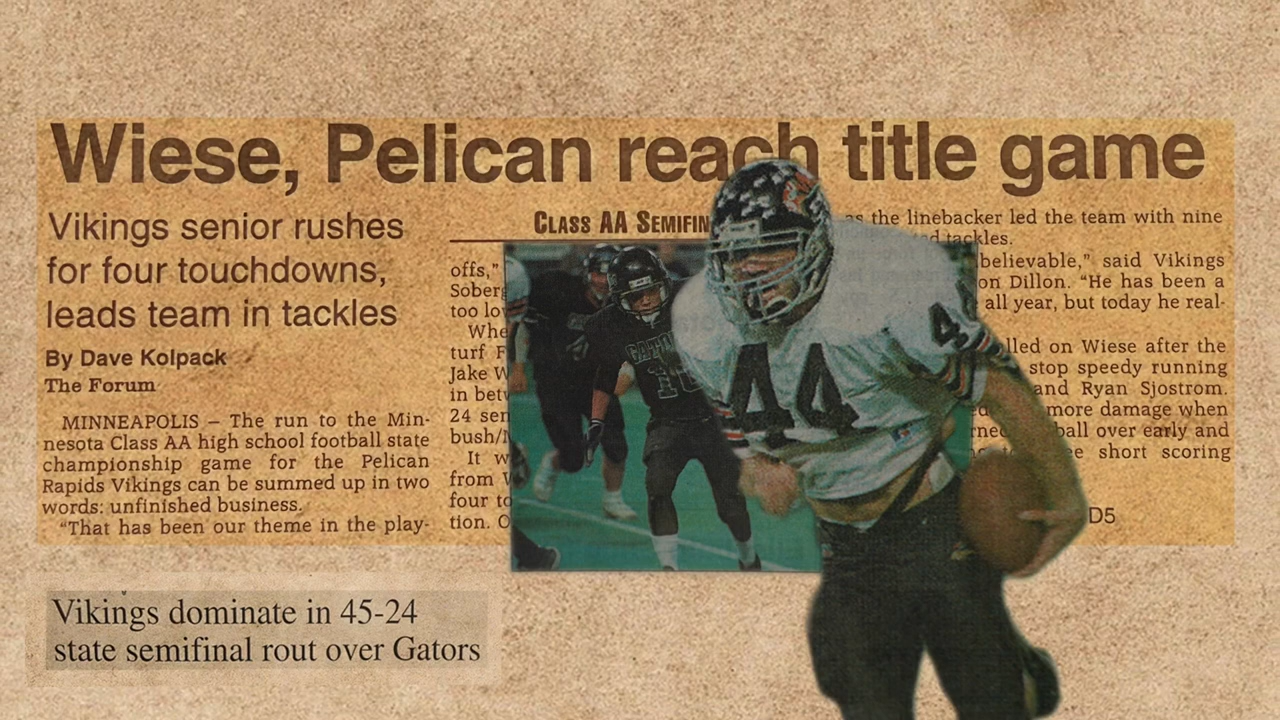 Wiese, Pelican reach title game
Vikings senior rushes
for four touchdowns,
leads team in tackles
By Dave Kolpack
The Forum
MINNEAPOLIS – The run to the Min-
nesota Class AA high school football state
championship game for the Pelican
Rapids Vikings can be summed up in two
words: unfinished business.
“That has been our theme in the play-
CLASS AA SEMIFIN
offs,”
Soberg
too lo
Whe
turf F
Jake W
in bet
24 sen
bush/
It w
from
four to
tion. O
as the linebacker led the team with nine
tackles.
believable,” said Vikings
on Dillon. “He has been a
all year, but today he real-
lled on Wiese after the
stop speedy running
and Ryan Sjostrom.
more damage when
ball over early and
short scoring
D5
44
4
Vikings dominate in 45-24
state semifinal rout over Gators